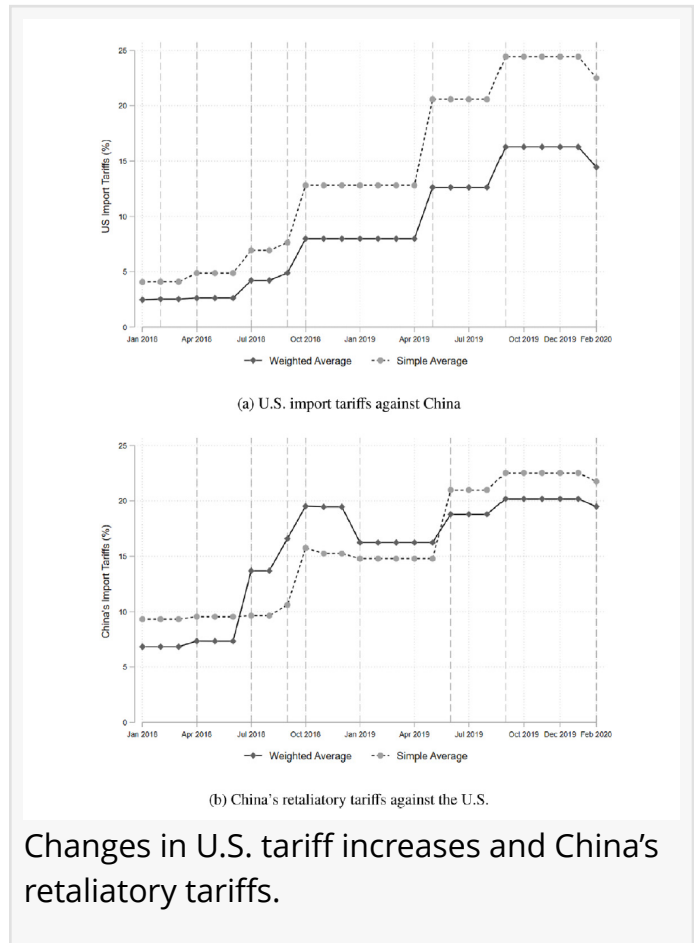 25
20
15
10
5
0
US Import Tariffs (%)
Jan 2018 Apr 2018 Jul 2018 Oct 2018 Jan 2019 Apr 2019 Jul 2019 Oct 2019 Dec 2019 Feb 2020
Weighted Average Simple Average
(a) U.S. import tariffs against China
25
20
15
10
5
0
China's Import Tariffs (%)
Jan 2018 Apr 2018 Jul 2018 Oct 2018 Jan 2019 Apr 2019 Jul 2019 Oct 2019 Dec 2019 Feb 2020
Weighted Average Simple Average
(b) China's retaliatory tariffs against the U.S.
Changes in U.S. tariff increases and China’s
retaliatory tariffs.